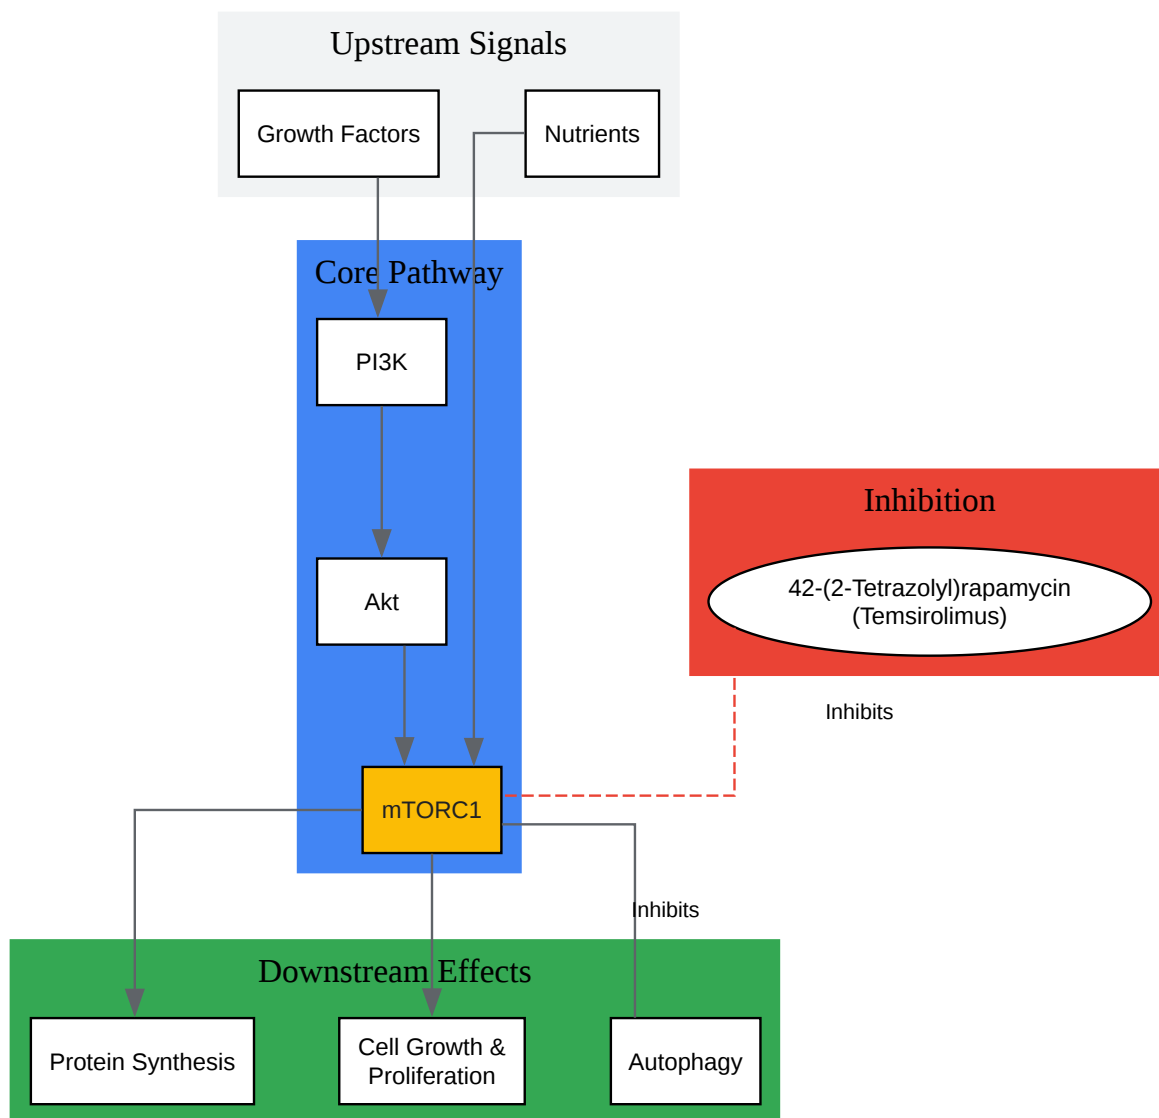 Upstream Signals
Growth Factors
Nutrients
Core Pathway
PI3K
Inhibition
42-(2-Tetrazolyl)rapamycin
(Temsirolimus)
Akt
Inhibits
mTORC1
Inhibits
Downstream Effects
Protein Synthesis
Cell Growth &
Proliferation
Autophagy